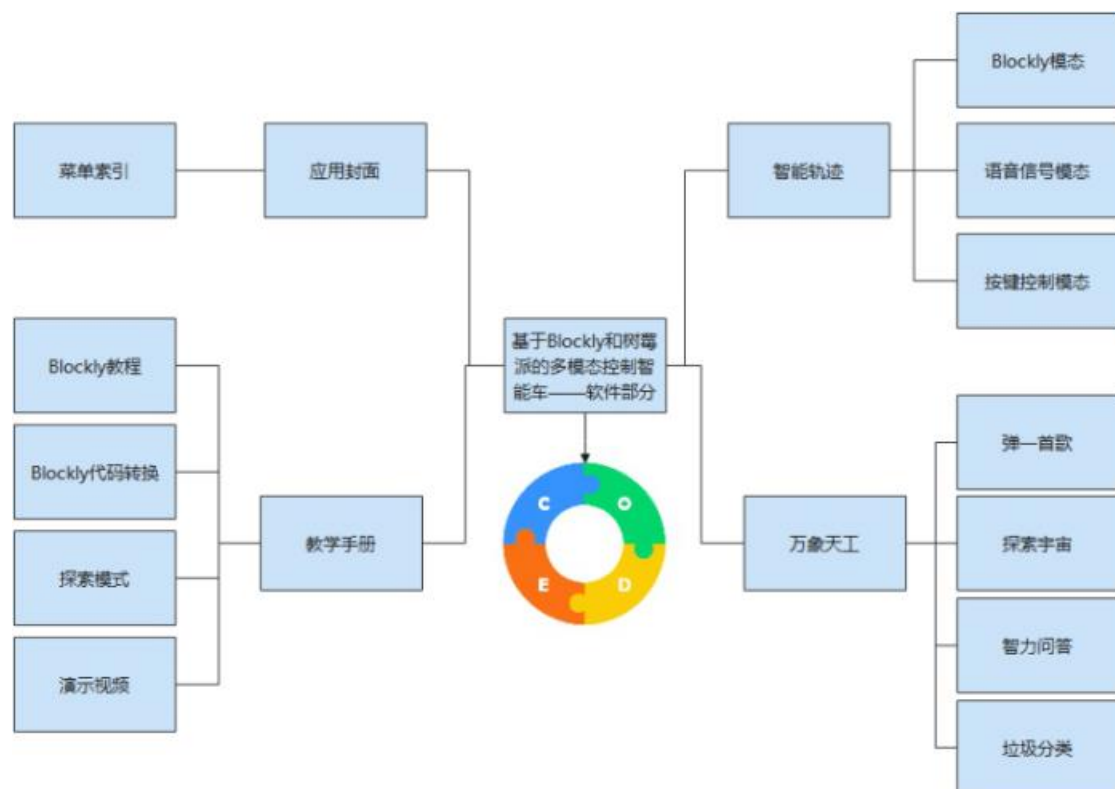 Blockly模态
菜单索引
应用封面
智能轨迹
语音信号模态
按键控制模态
基于Blockly和树莓
派的多模态控制智
能车——软件部分
Blockly教程
Blockly代码转换
教学手册
探索模式
演示视频
C
O
E
D
弹一首歌
万象天工
探索宇宙
智力问答
垃圾分类